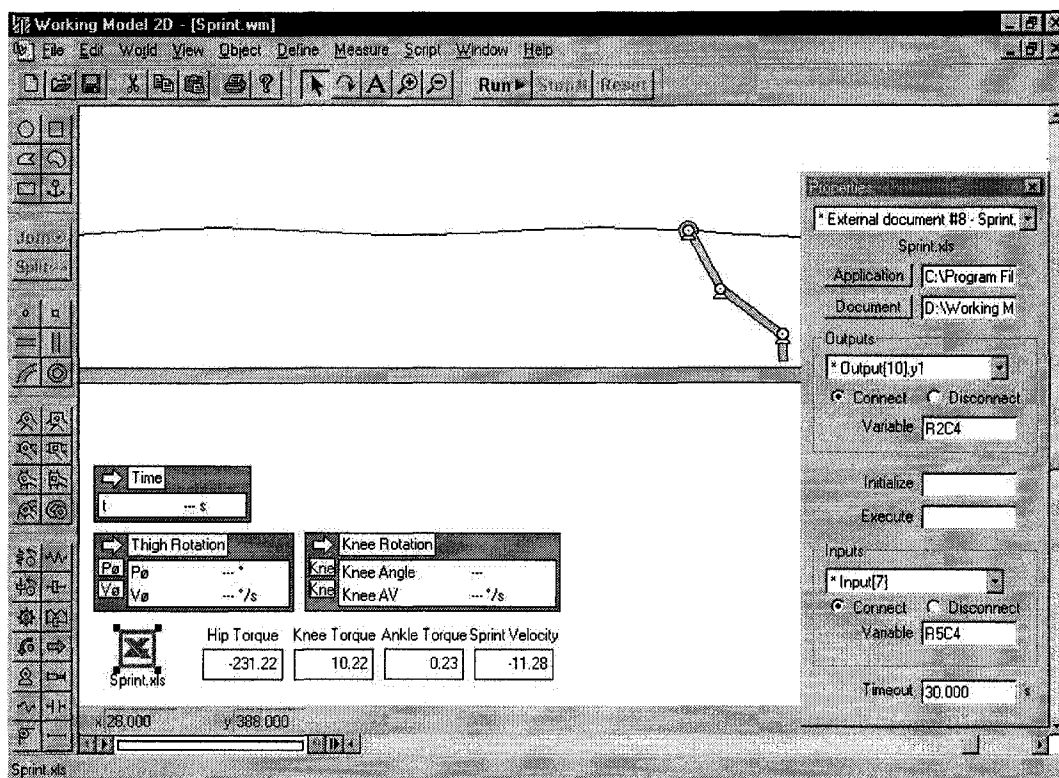 Working Model 2D - [Sprint.wm]
File Edit World View Object Define Measure Script Window Help
A ? Run Stop Reset
Join
Split
Properties
* External document #8 - Sprint.
Sprint.xls
Application C:\Program Fil
Document D:\Working M
Outputs
* Output[10],y1
Connect Disconnect
Variable R2C4
Initialize
Execute
Inputs
* Input[7]
Connect Disconnect
Variable R5C4
Timeout 30.000 s
Time
t --- s
Thigh Rotation
Pø Pø --- °
Vø Vø --- °/s
Knee Rotation
Kne Knee Angle ---
Kne Knee AV --- °/s
Hip Torque Knee Torque Ankle Torque Sprint Velocity
-231.22 10.22 0.23 -11.28
Sprint.xls
x 28.000 y 388.000
Sprint.xls